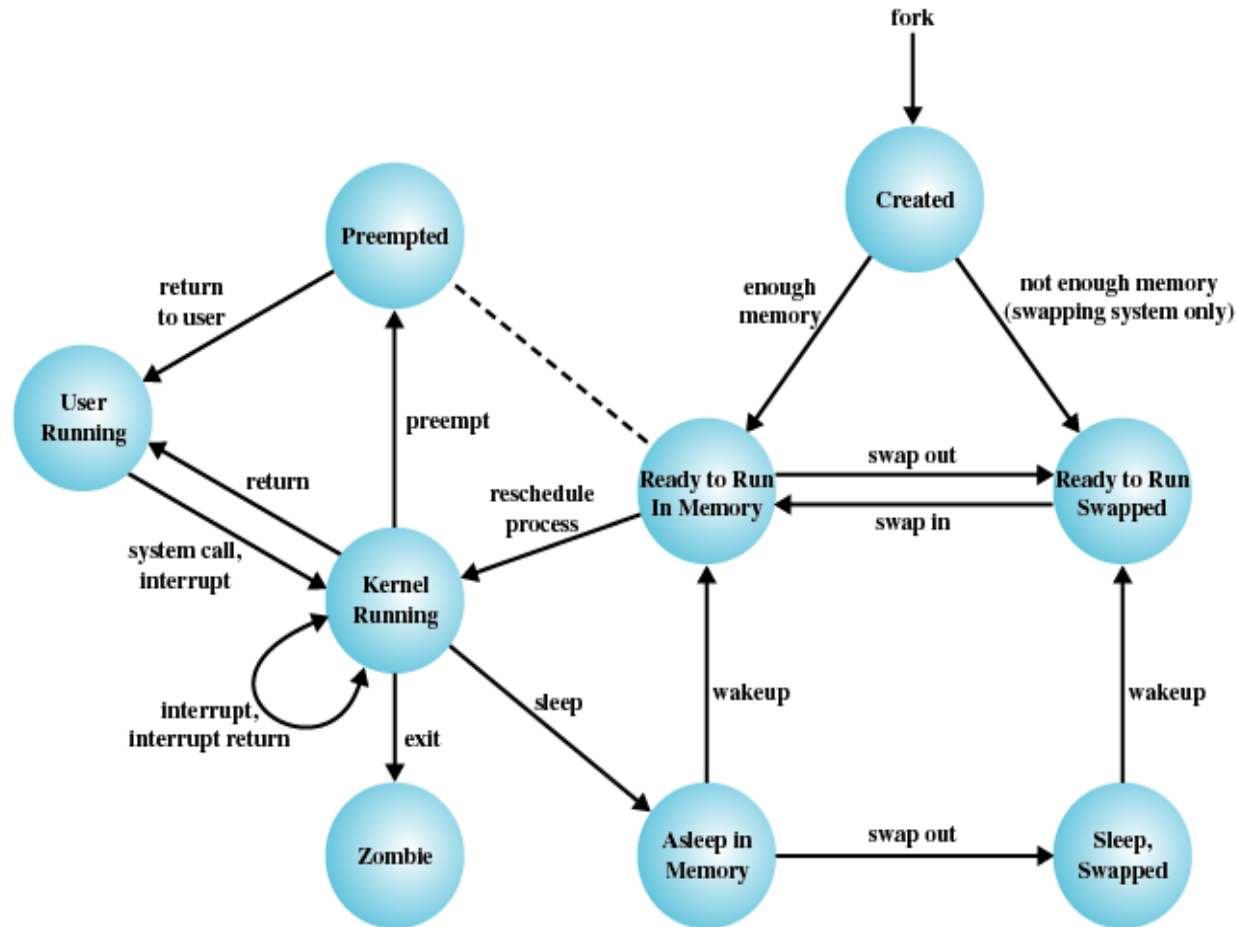 fork
Created
Preempted
return
to user
enough
memory
not enough memory
(swapping system only)
User
Running
preempt
return
reschedule
process
Ready to Run
In Memory
swap out
swap in
Ready to Run
Swapped
system call,
interrupt
Kernel
Running
interrupt,
interrupt return
exit
sleep
wakeup
wakeup
Zombie
Asleep in
Memory
swap out
Sleep,
Swapped